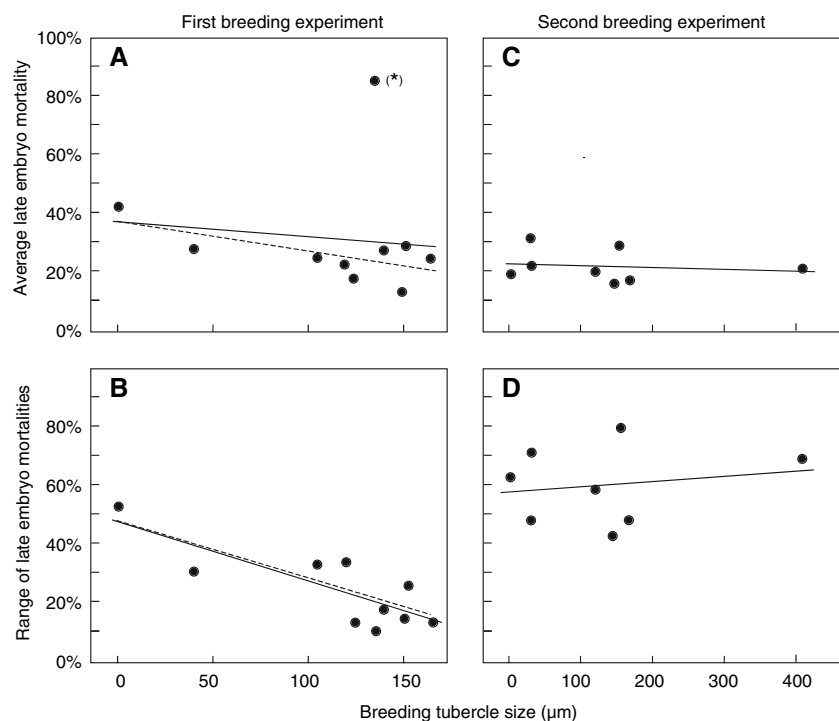 First breeding experiment
Second breeding experiment
Average late embryo mortality
100%
80%
60%
40%
20%
0%
A
(*)
C
Range of late embryo mortalities
80%
60%
40%
20%
0%
B
D
0 50 100 150
0 100 200 300 400
Breeding tubercle size (µm)